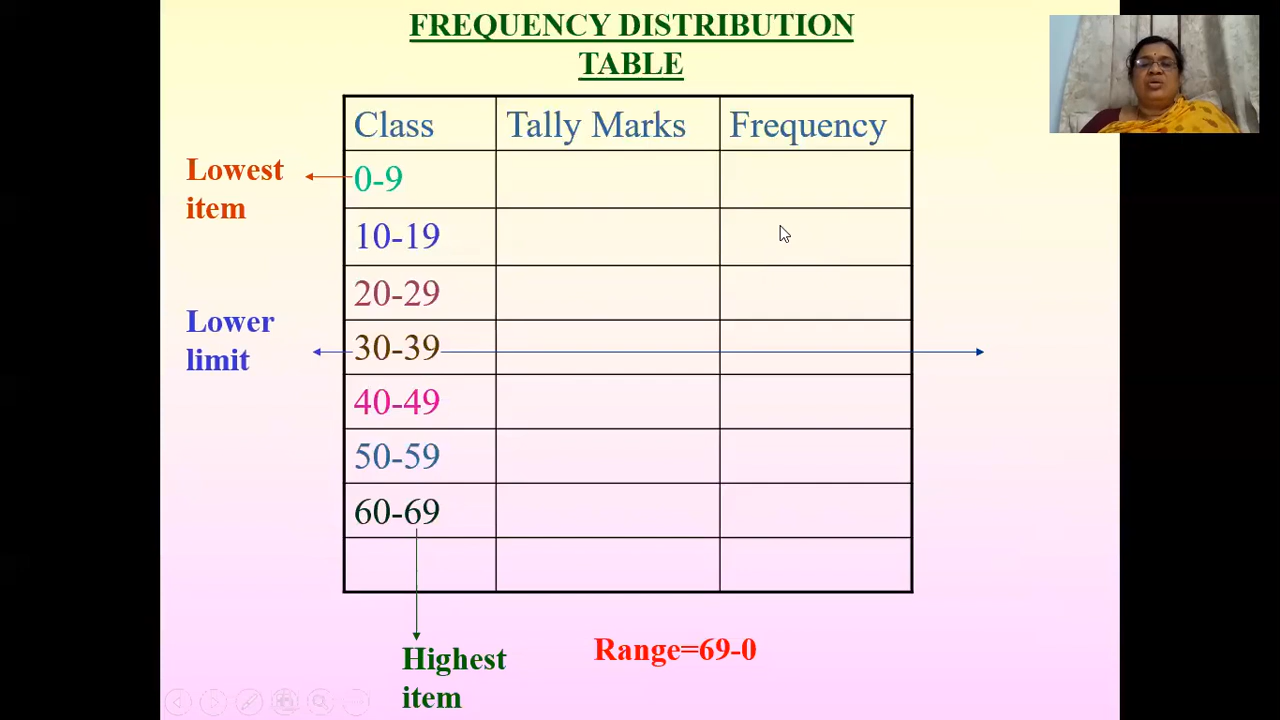 FREQUENCY DISTRIBUTION
TABLE
Class Tally Marks Frequency
Lowest
item
0-9
10-19
20-29
Lower
limit
30-39
40-49
50-59
60-69
Highest
item
Range=69-0